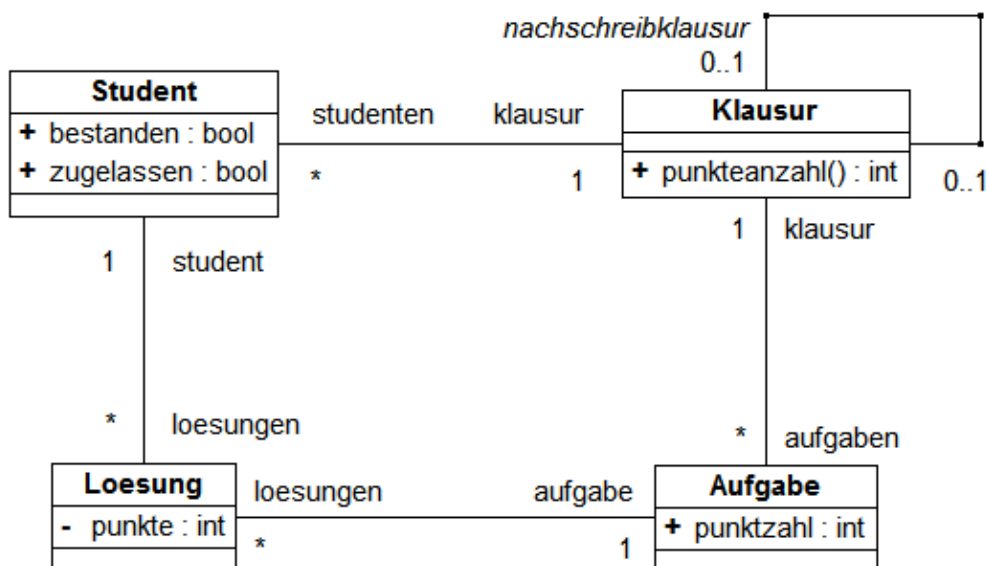 nachschreibklausur
0..1
Student
+ bestanden : bool
+ zugelassen : bool
studenten
klausur
*
1
Klausur
+ punkteanzahl() : int
0..1
1
student
1
klausur
*
loesungen
*
aufgaben
Loesung
- punkte : int
loesungen
aufgabe
*
1
Aufgabe
+ punktzahl : int